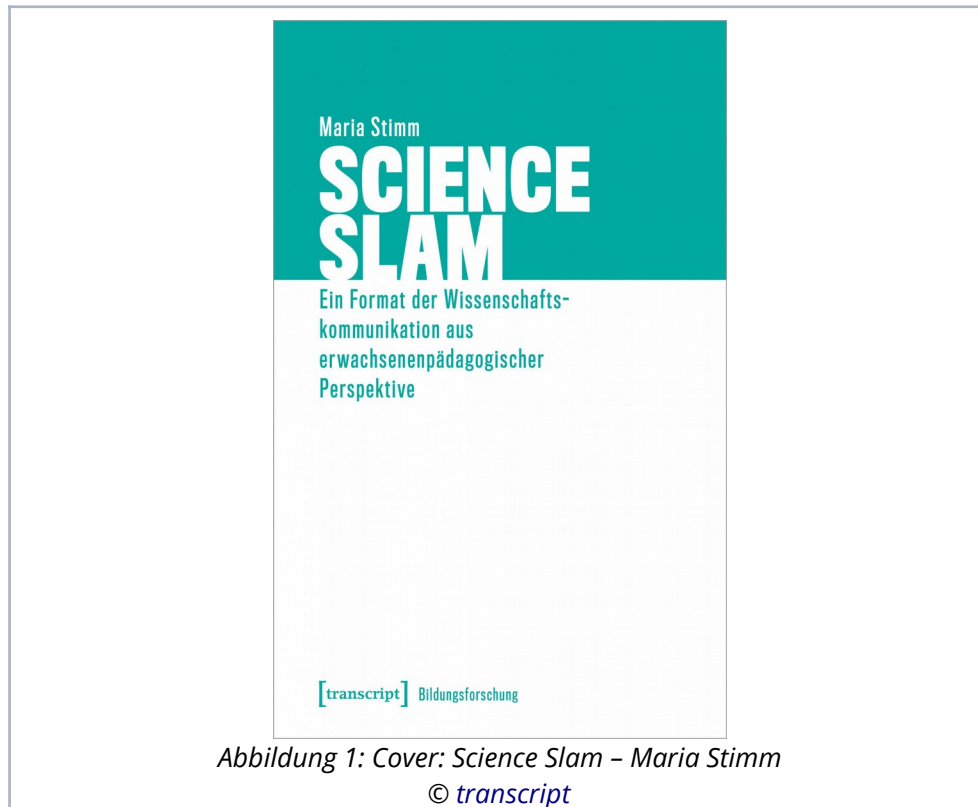 Maria Stimm
SCIENCE
SLAM
Ein Format der Wissenschafts-
kommunikation aus
erwachsenenpädagogischer
Perspektive
[transcript] Bildungsforschung
Abbildung 1: Cover: Science Slam – Maria Stimm
© transcript